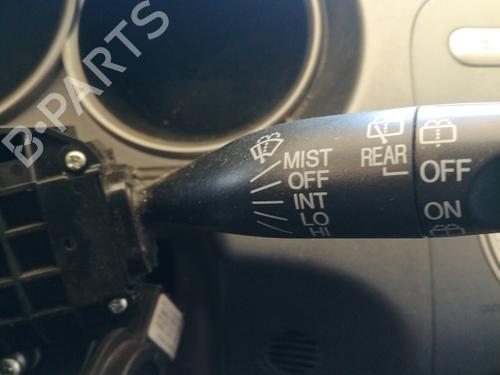 B-PARTS
MIST
OFF
INT
LO
HI
REAR
OFF
ON